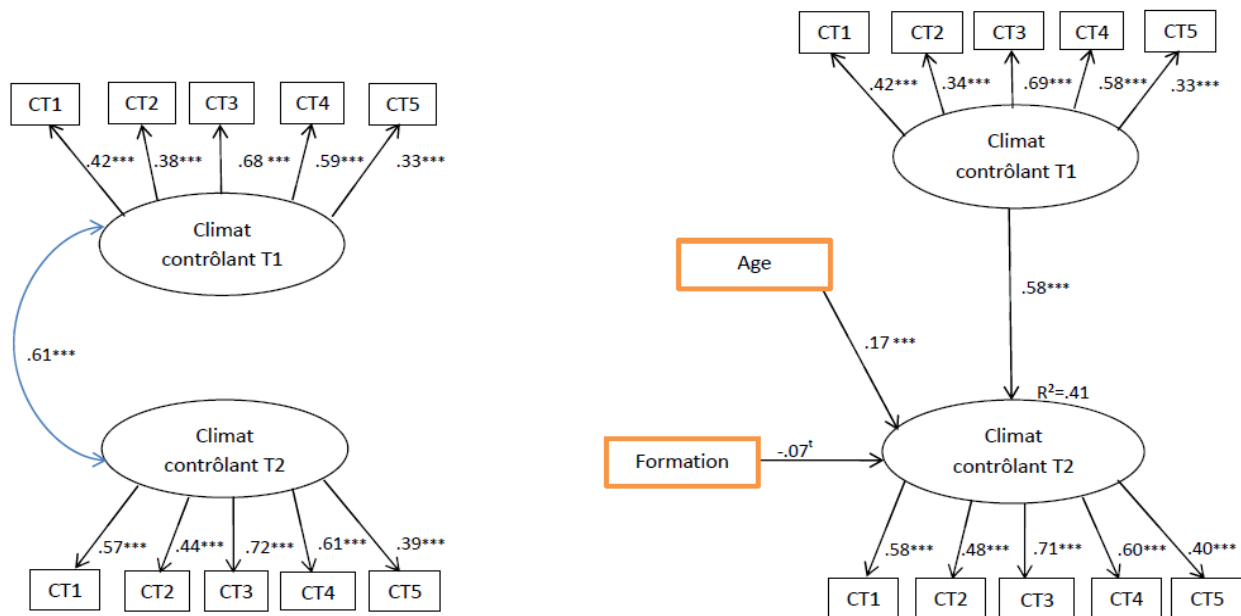 CT1 CT2 CT3 CT4 CT5
.42*** .38*** .68 *** .59*** .33***
Climat
contrôlant T1
.61***
Climat
contrôlant T2
.57*** .44*** .72*** .61*** .39***
CT1 CT2 CT3 CT4 CT5
CT1 CT2 CT3 CT4 CT5
.42*** .34*** .69*** .58*** .33***
Climat
contrôlant T1
Age
.58***
.17 ***
R²=.41
Formation
-.07ᵗ
Climat
contrôlant T2
.58*** .48*** .71*** .60*** .40***
CT1 CT2 CT3 CT4 CT5